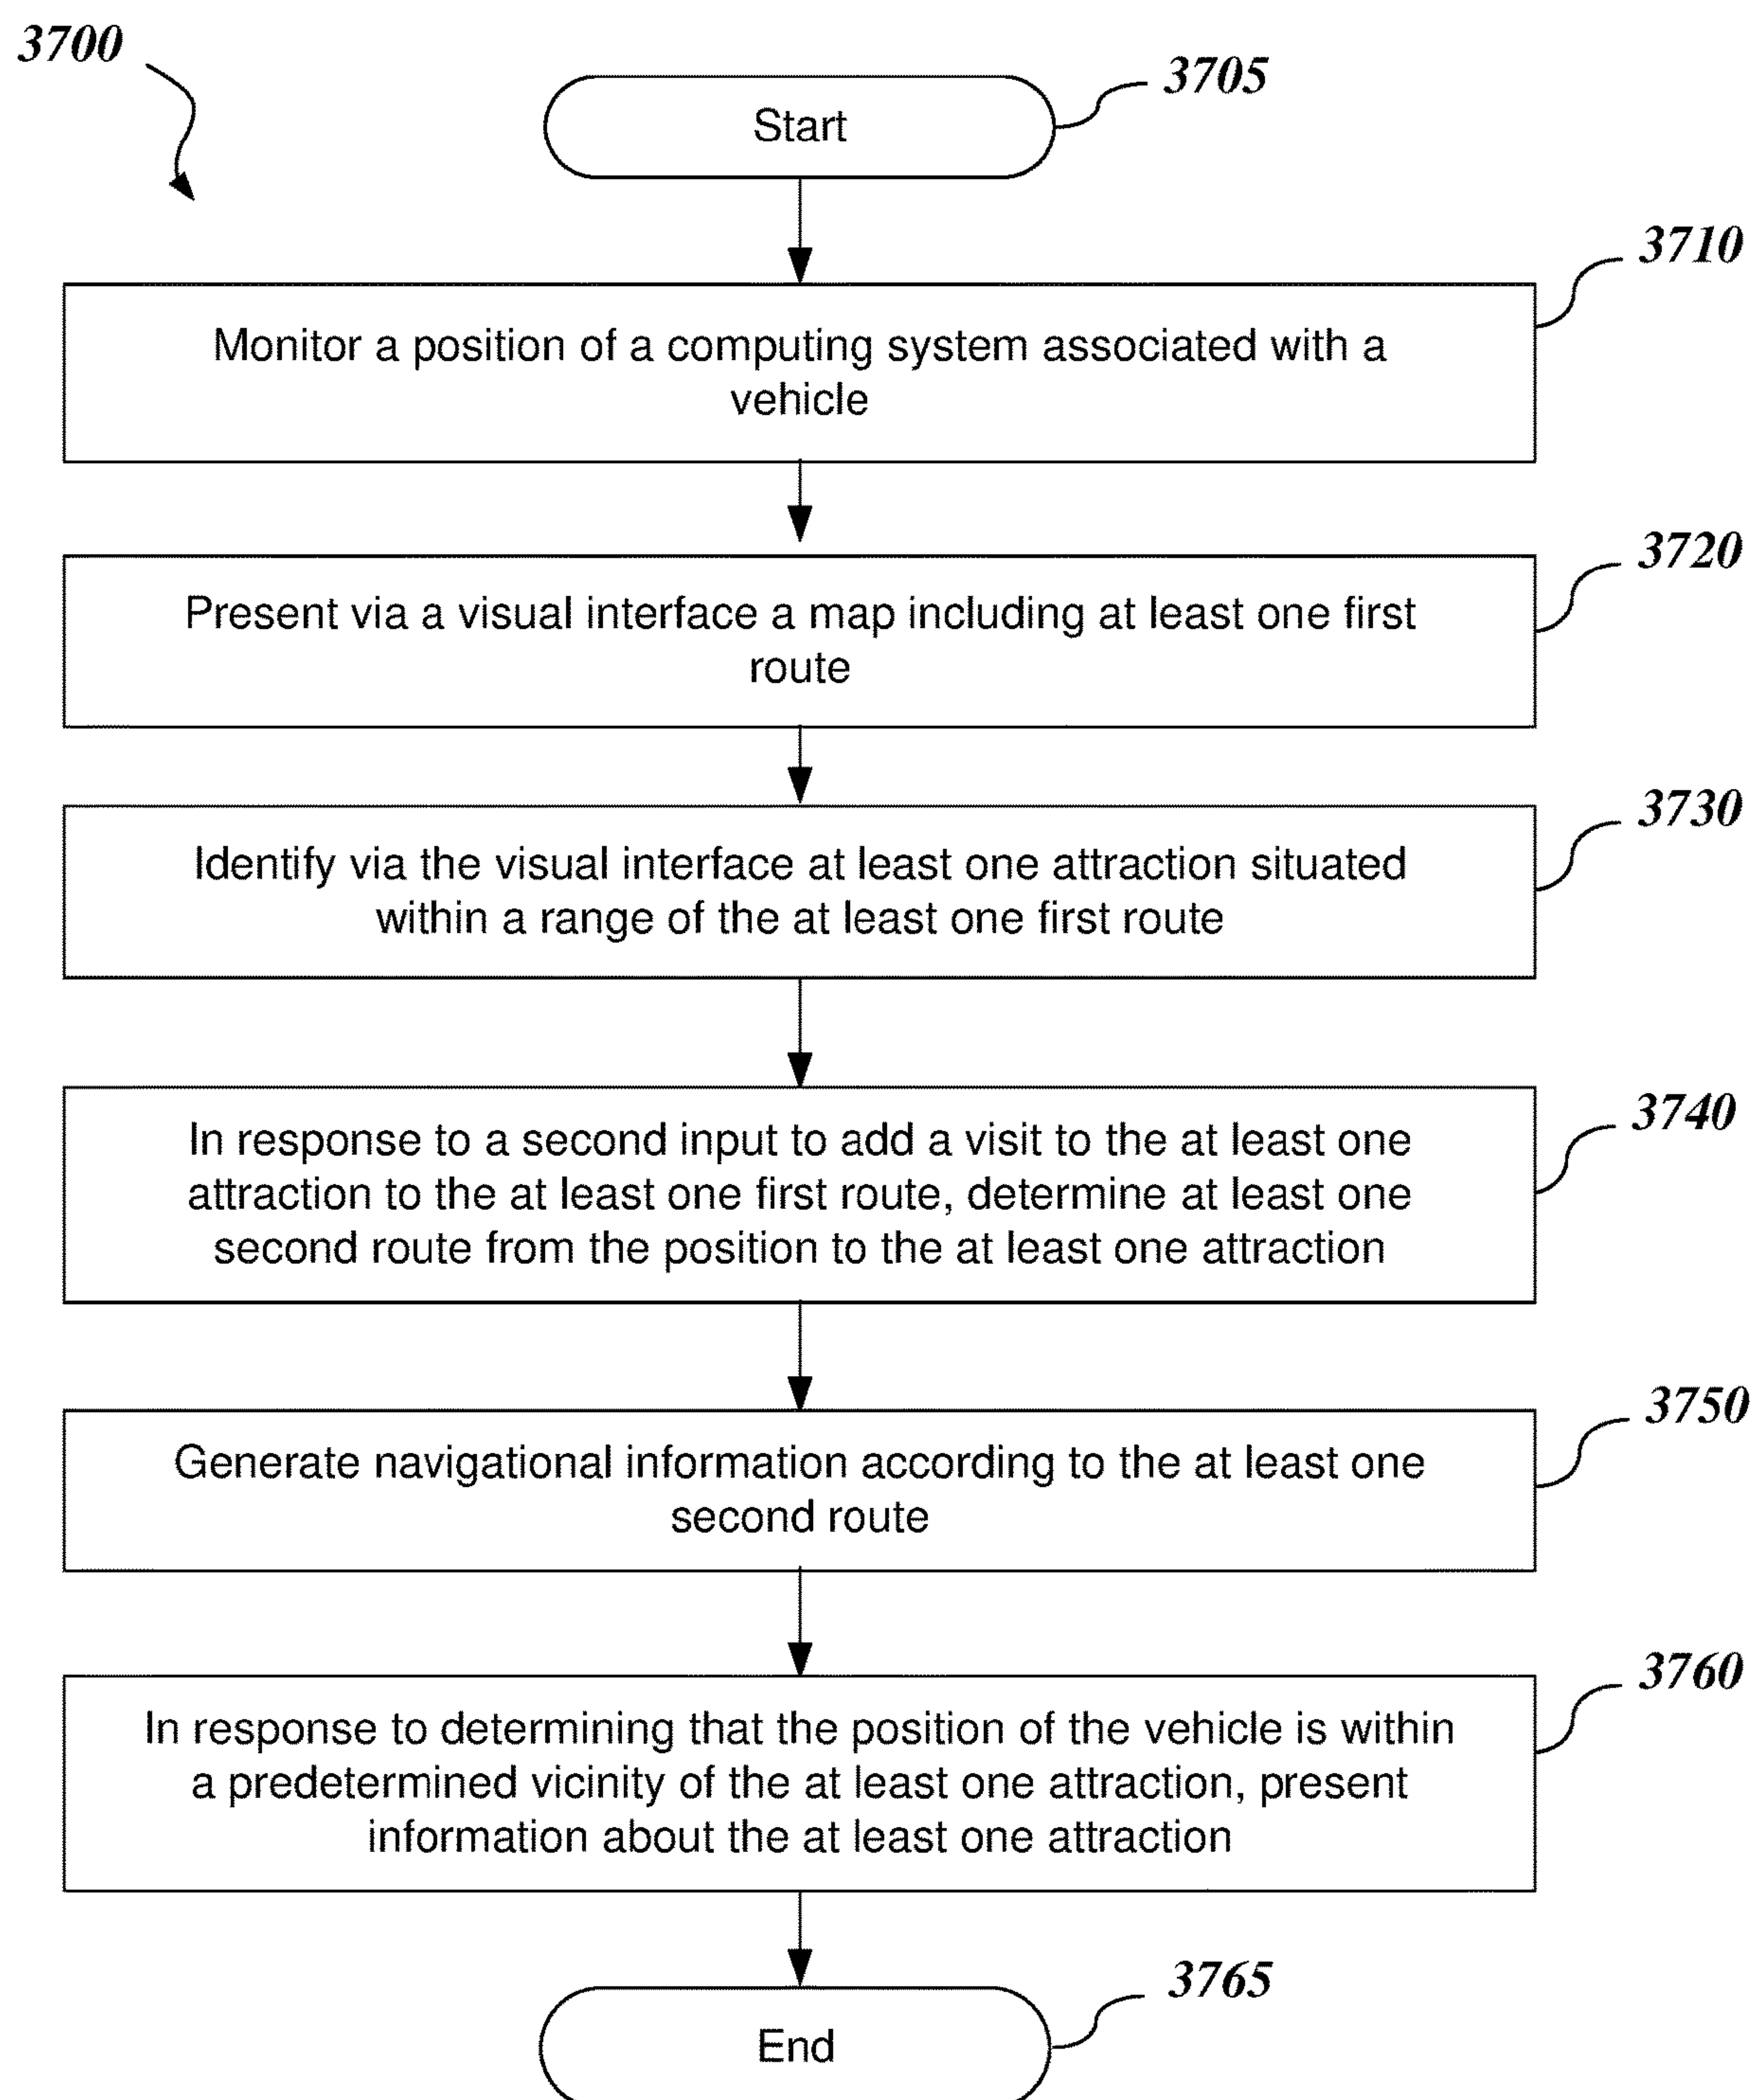 3700
Start
3705
3710
Monitor a position of a computing system associated with a
vehicle
3720
Present via a visual interface a map including at least one first
route
3730
Identify via the visual interface at least one attraction situated
within a range of the at least one first route
3740
In response to a second input to add a visit to the at least one
attraction to the at least one first route, determine at least one
second route from the position to the at least one attraction
3750
Generate navigational information according to the at least one
second route
3760
In response to determining that the position of the vehicle is within
a predetermined vicinity of the at least one attraction, present
information about the at least one attraction
3765
End